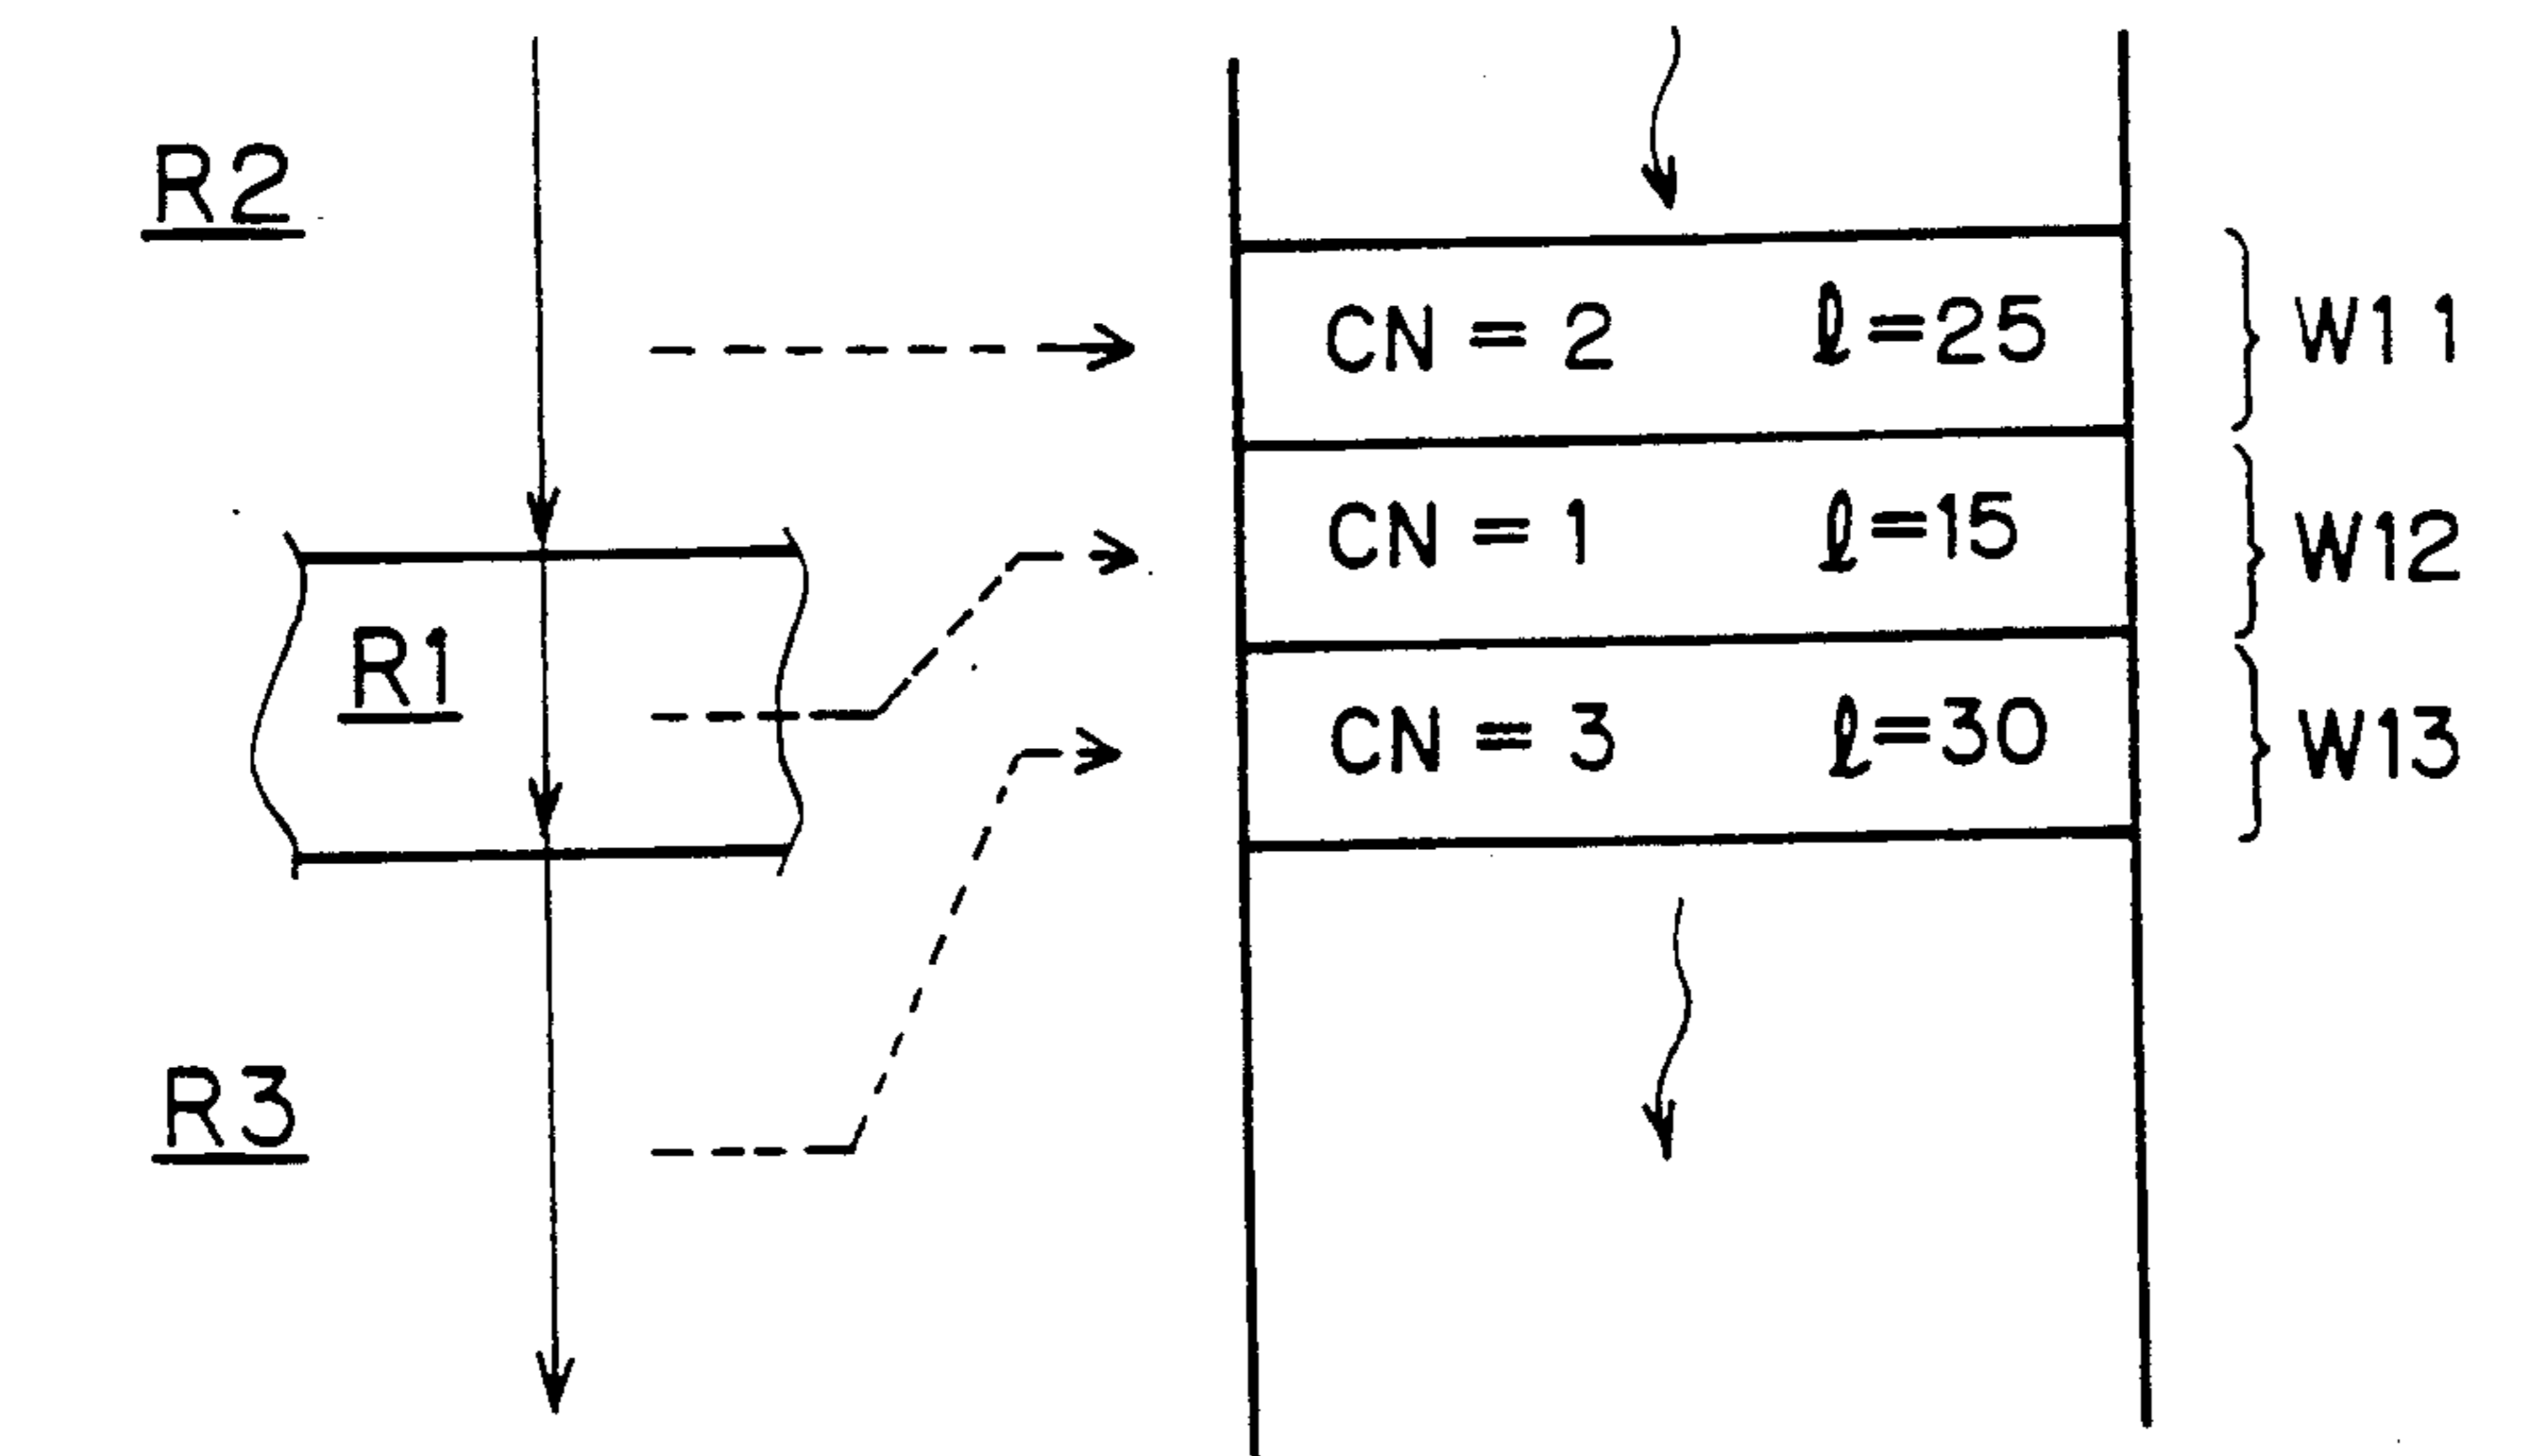 R2
CN = 2 ℓ=25 W11
CN = 1 ℓ=15 W12
R1
CN = 3 ℓ=30 W13
R3